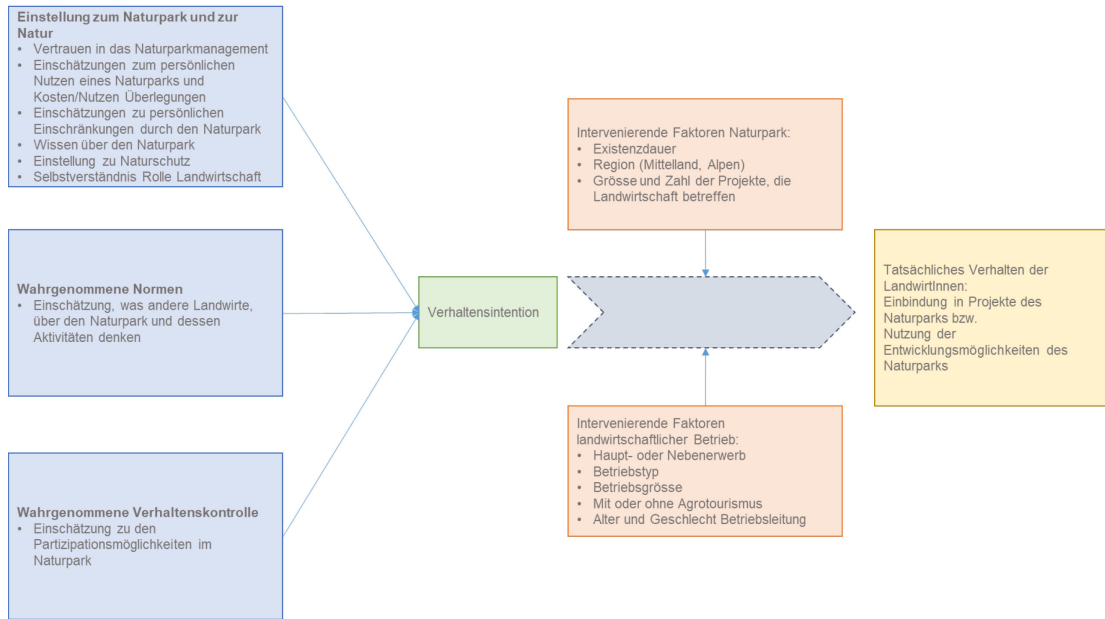 Einstellung zum Naturpark und zur
Natur
• Vertrauen in das Naturparkmanagement
• Einschätzungen zum persönlichen
Nutzen eines Naturparks und
Kosten/Nutzen Überlegungen
• Einschätzungen zu persönlichen
Einschränkungen durch den Naturpark
• Wissen über den Naturpark
• Einstellung zu Naturschutz
• Selbstverständnis Rolle Landwirtschaft
Wahrgenommene Normen
• Einschätzung, was andere Landwirte,
über den Naturpark und dessen
Aktivitäten denken
Wahrgenommene Verhaltenskontrolle
• Einschätzung zu den
Partizipationsmöglichkeiten im
Naturpark
Verhaltensintention
Intervenierende Faktoren Naturpark:
• Existenzdauer
• Region (Mittelland, Alpen)
• Grösse und Zahl der Projekte, die
Landwirtschaft betreffen
Intervenierende Faktoren
landwirtschaftlicher Betrieb:
• Haupt- oder Nebenerwerb
• Betriebstyp
• Betriebsgrösse
• Mit oder ohne Agrotourismus
• Alter und Geschlecht Betriebsleitung
Tatsächliches Verhalten der
LandwirtInnen:
Einbindung in Projekte des
Naturparks bzw.
Nutzung der
Entwicklungsmöglichkeiten des
Naturparks